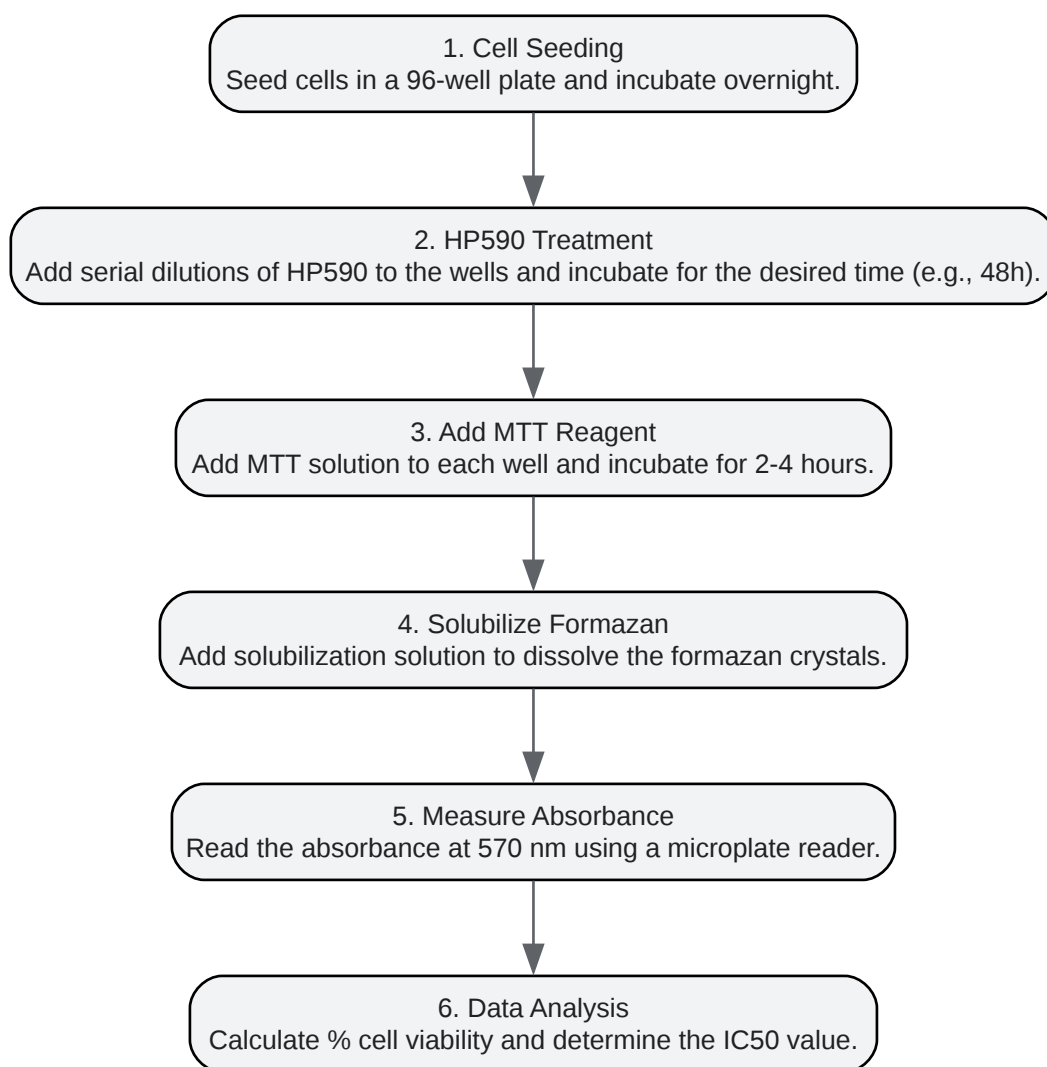 1. Cell Seeding
Seed cells in a 96-well plate and incubate overnight.
2. HP590 Treatment
Add serial dilutions of HP590 to the wells and incubate for the desired time (e.g., 48h).
3. Add MTT Reagent
Add MTT solution to each well and incubate for 2-4 hours.
4. Solubilize Formazan
Add solubilization solution to dissolve the formazan crystals.
5. Measure Absorbance
Read the absorbance at 570 nm using a microplate reader.
6. Data Analysis
Calculate % cell viability and determine the IC50 value.